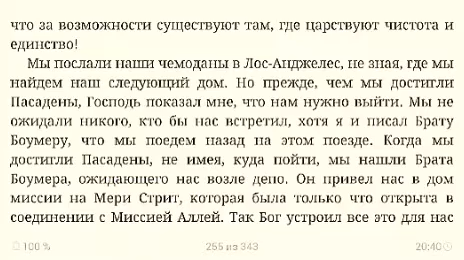 что за возможности существуют там, где царствуют чистота и
единство!
Мы послали наши чемоданы в Лос-Анджелес, не зная, где мы
найдем наш следующий дом. Но прежде, чем мы достигли
Пасадены, Господь показал мне, что нам нужно выйти. Мы не
ожидали никого, кто бы нас встретил, хотя я и писал Брату
Боумеру, что мы поедем назад на этом поезде. Когда мы
достигли Пасадены, не имея, куда пойти, мы нашли Брата
Боумера, ожидающего нас возле депо. Он привел нас в дом
миссии на Мери Стрит, которая была только что открыта в
соединении с Миссией Аллей. Так Бог устроил все это для нас
100 % 255 из 343 20:40